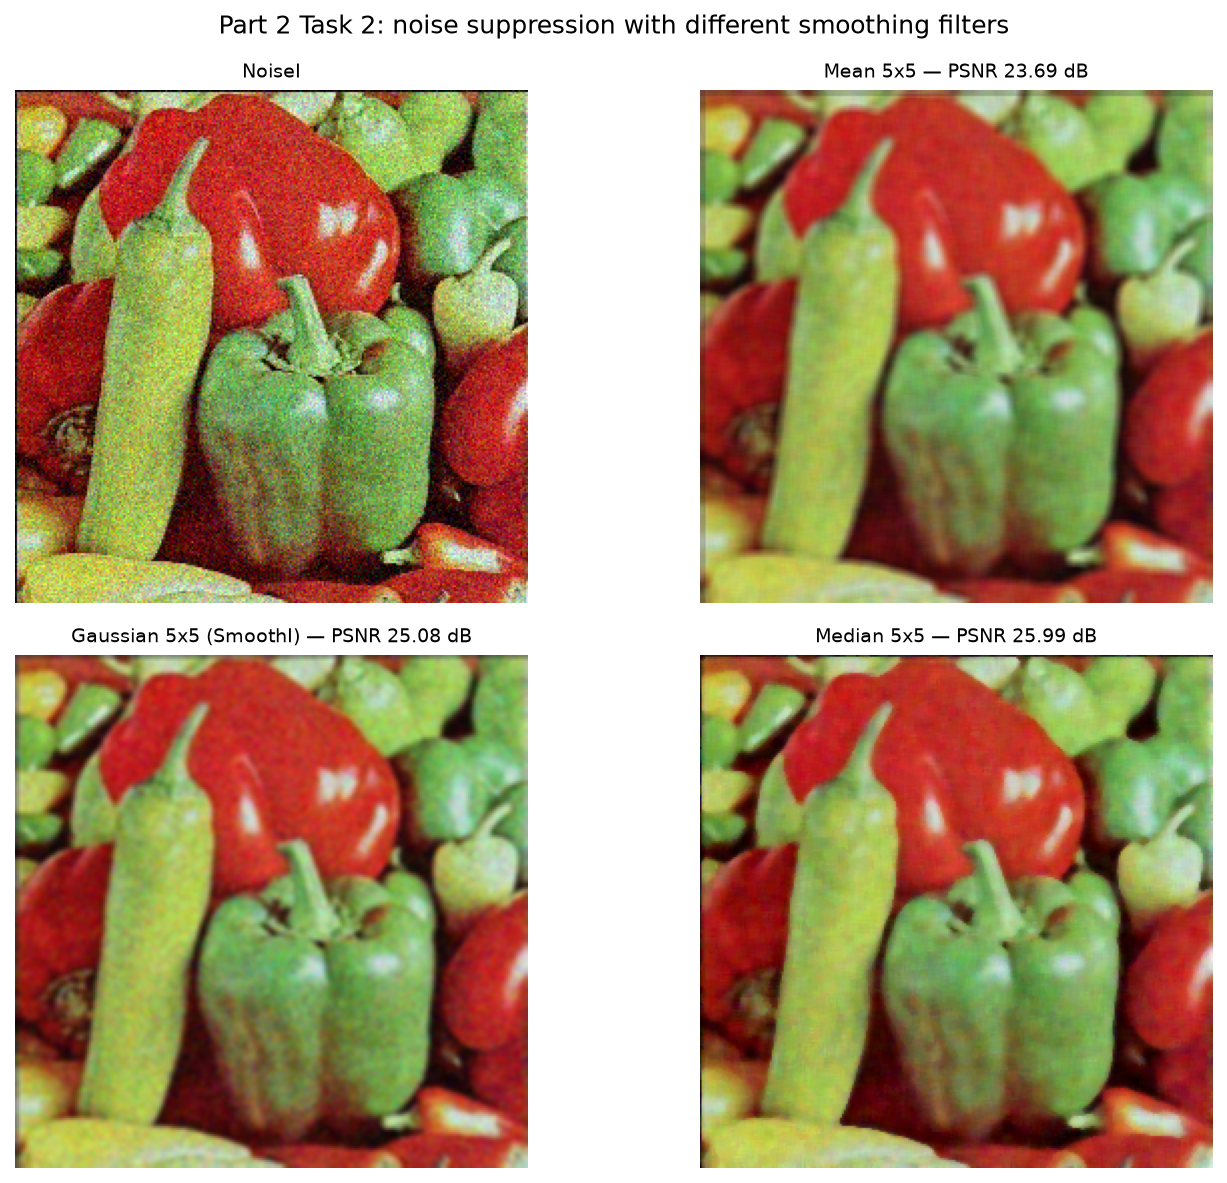 Part 2 Task 2: noise suppression with different smoothing filters
NoiseI
Mean 5x5 — PSNR 23.69 dB
Gaussian 5x5 (SmoothI) — PSNR 25.08 dB
Median 5x5 — PSNR 25.99 dB